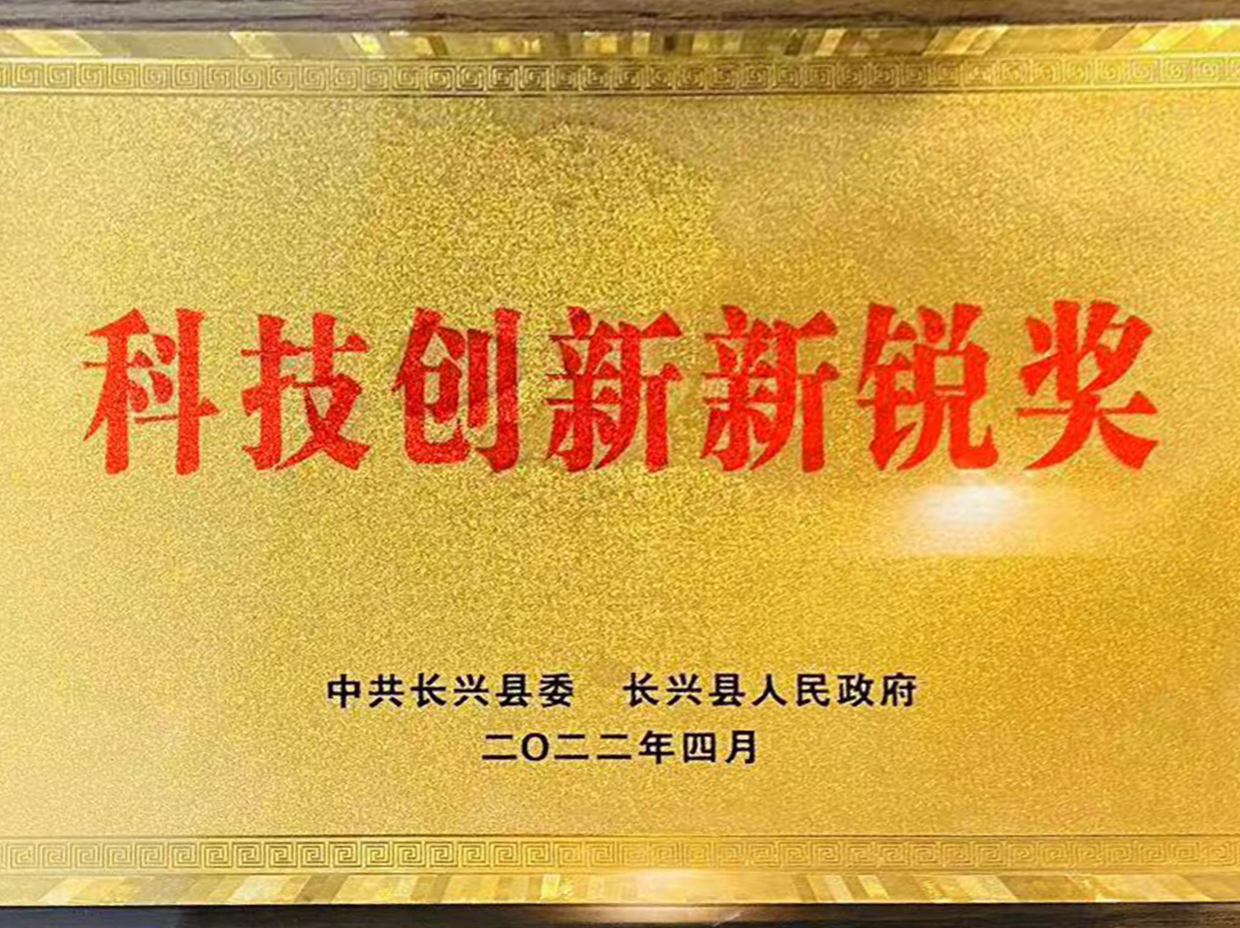 科技创新新锐奖
中共长兴县委 长兴县人民政府
二〇二二年四月